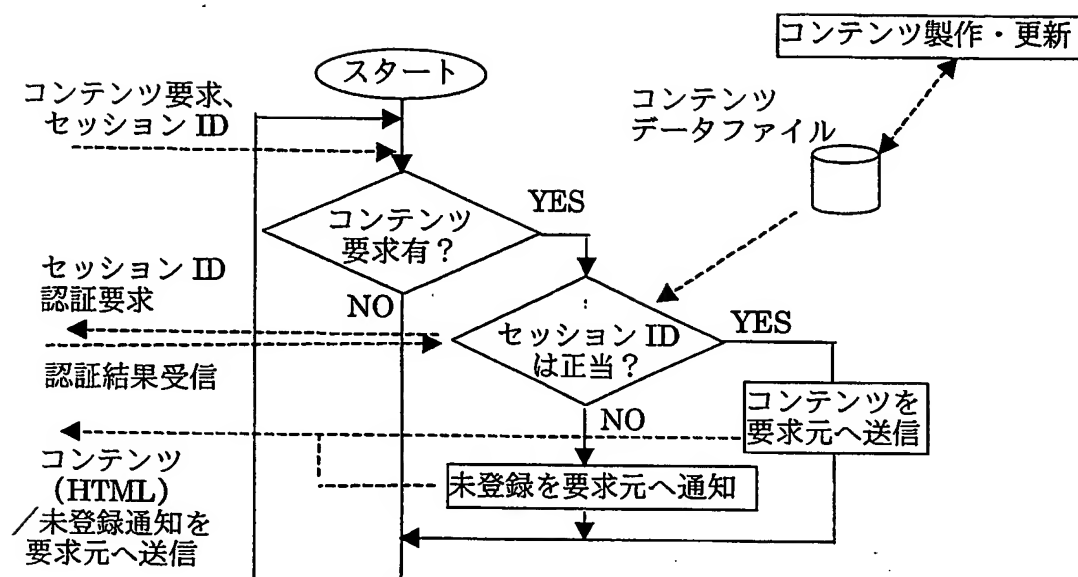 コンテンツ製作・更新
スタート
コンテンツ要求、
セッション ID
コンテンツ
データファイル
コンテンツ
要求有？
YES
セッション ID
認証要求
NO
セッション ID
は正当？
YES
認証結果受信
コンテンツを
要求元へ送信
NO
コンテンツ
(HTML)
／未登録通知を
要求元へ送信
未登録を要求元へ通知